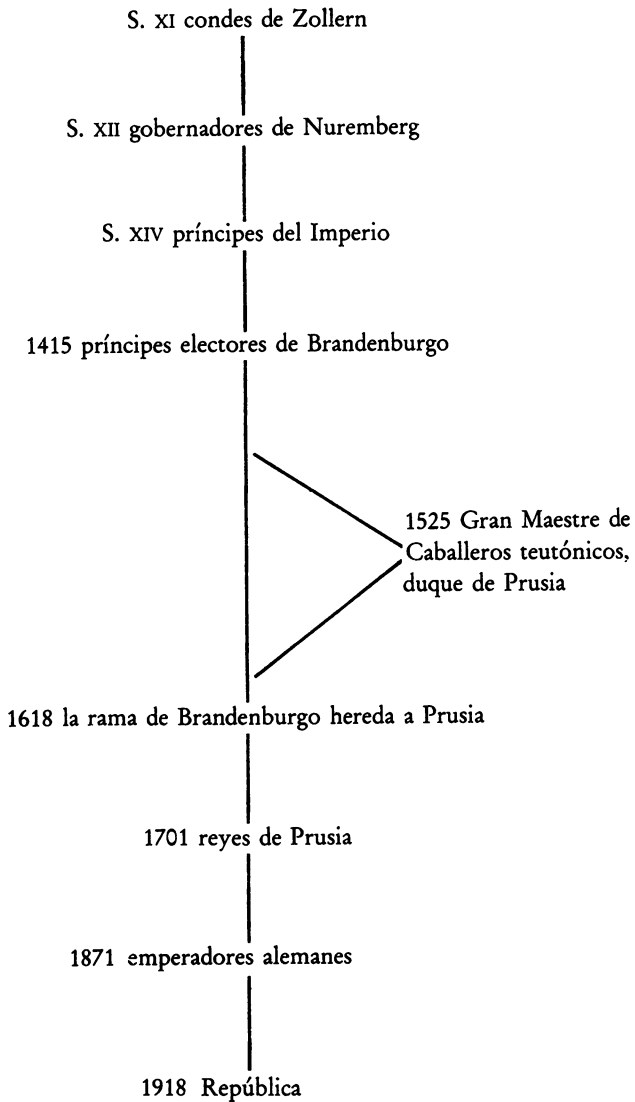 S. XI condes de Zollern
S. XII gobernadores de Nuremberg
S. XIV príncipes del Imperio
1415 príncipes electores de Brandenburgo
1525 Gran Maestre de
Caballeros teutónicos,
duque de Prusia
1618 la rama de Brandenburgo hereda a Prusia
1701 reyes de Prusia
1871 emperadores alemanes
1918 República